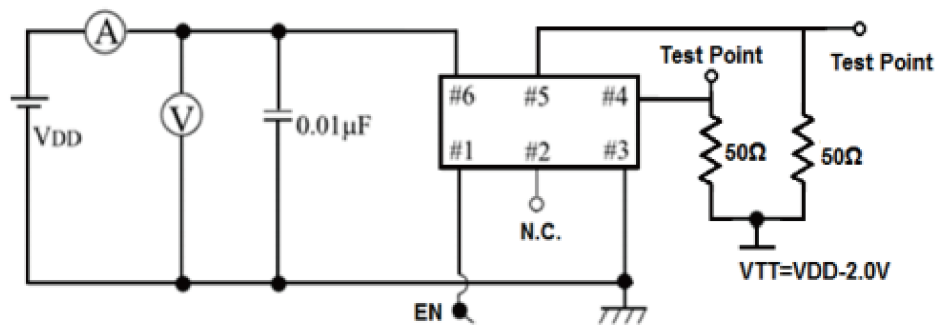 A
Test Point
Test Point
#6 #5 #4
V
VDD
0.01μF
#1 #2 #3
50Ω
50Ω
N.C.
VTT=VDD-2.0V
EN